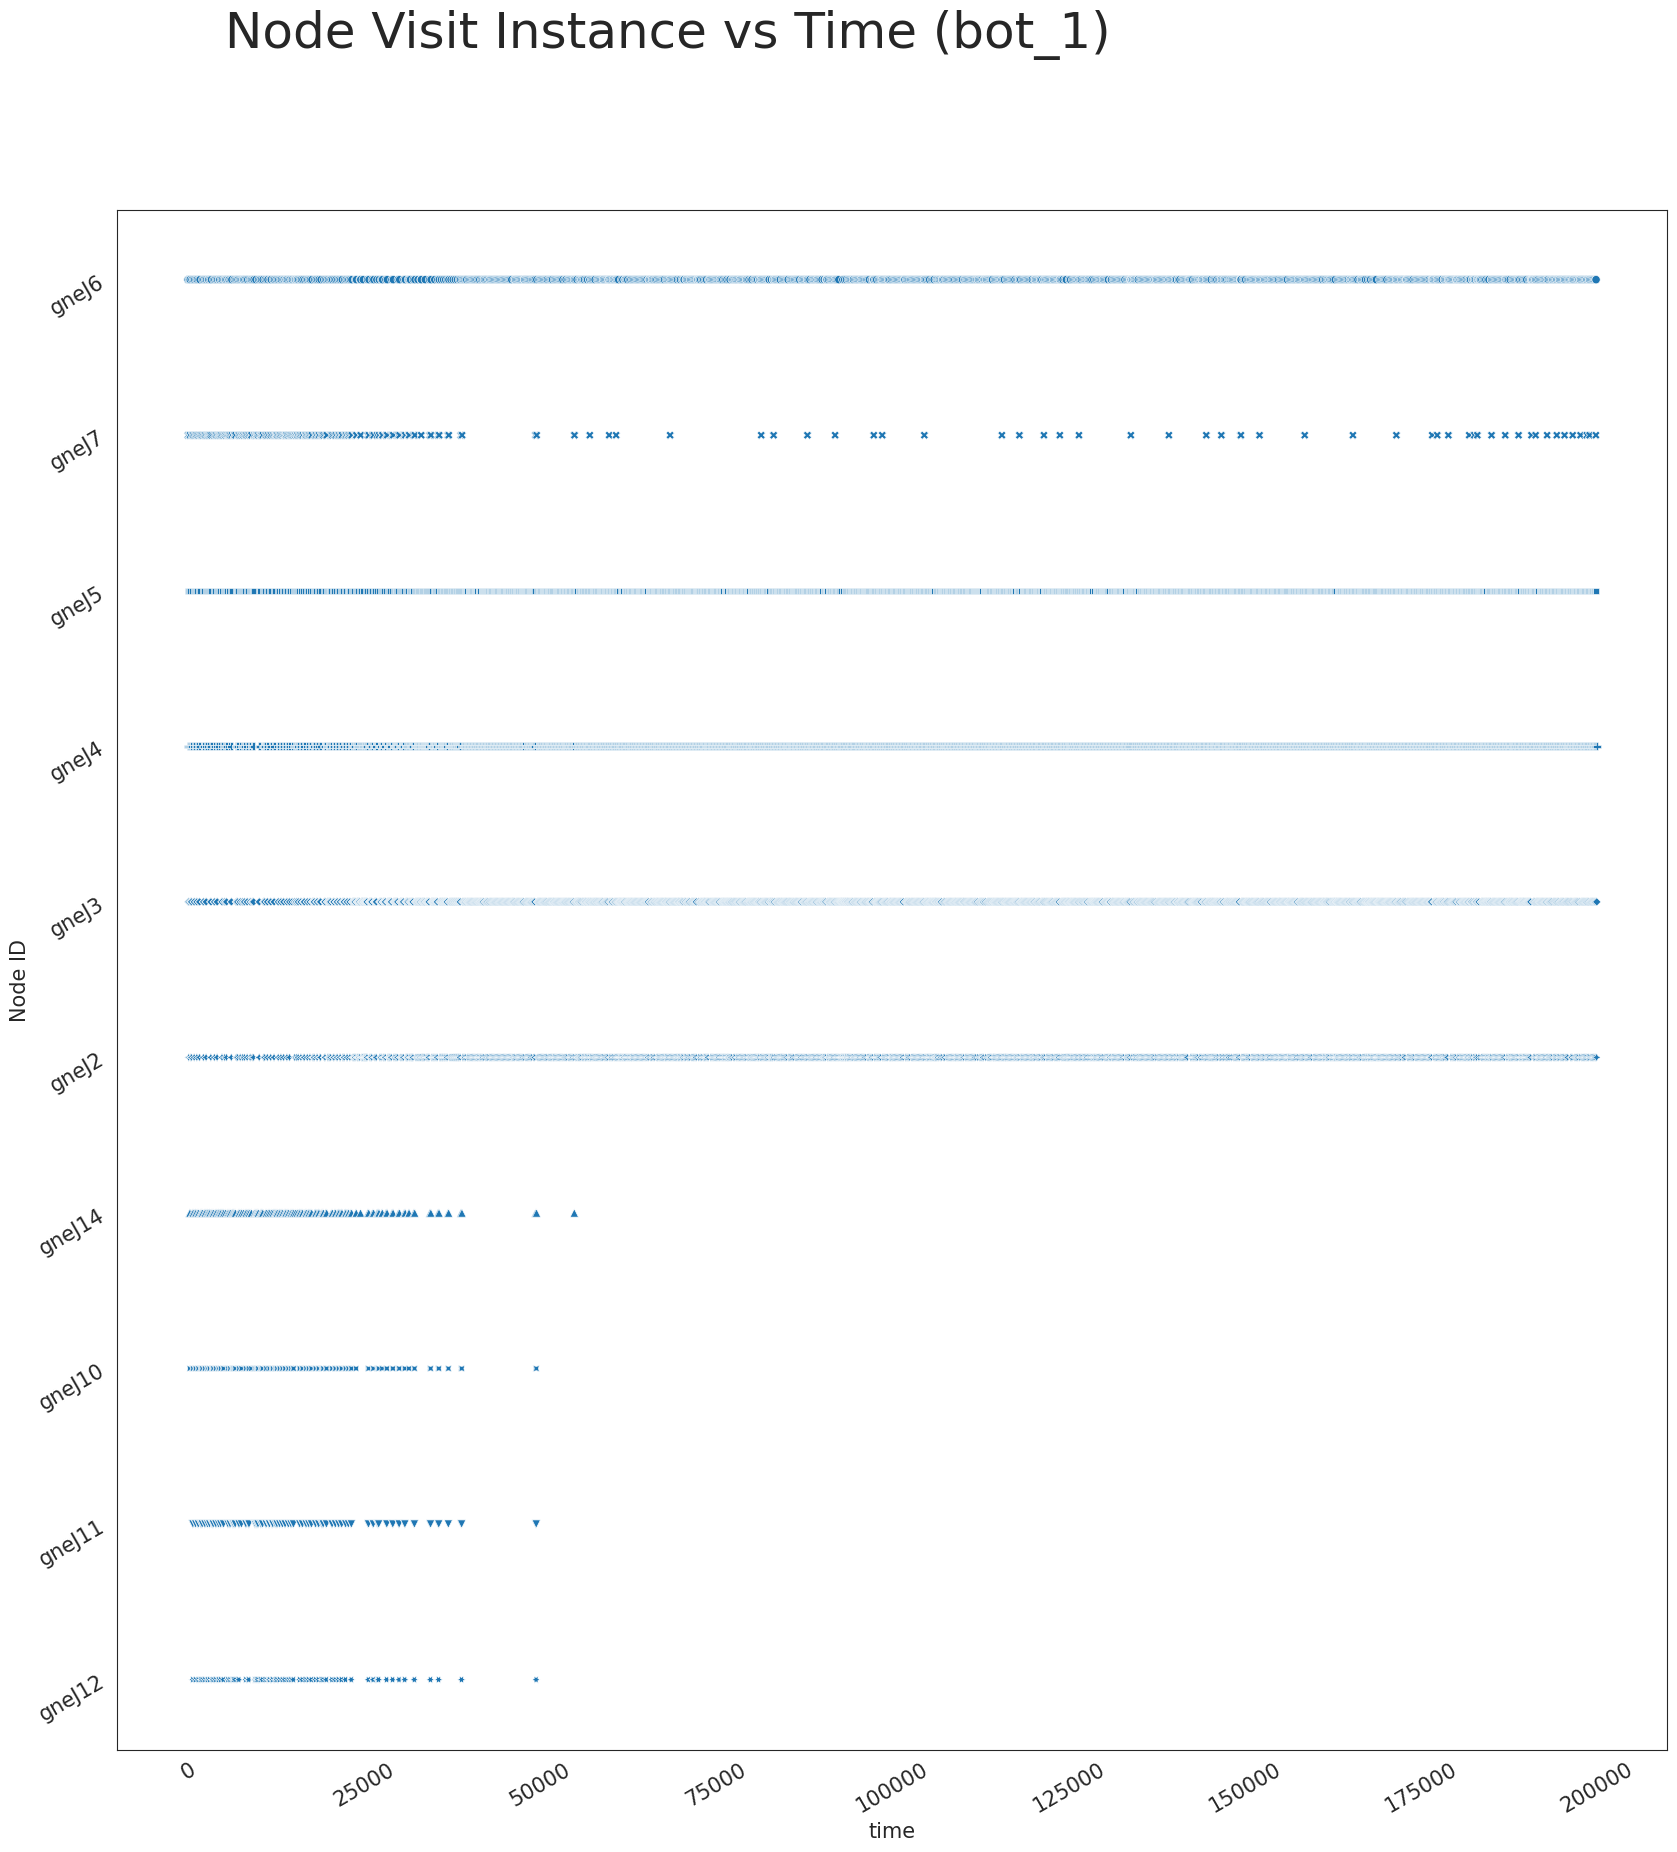 Node Visit Instance vs Time (bot_1)
gneJ6
gneJ7
gneJ5
gneJ4
gneJ3
Node ID
gneJ2
gneJ14
gneJ10
gneJ11
gneJ12
0 25000 50000 75000 100000 125000 150000 175000 200000
time